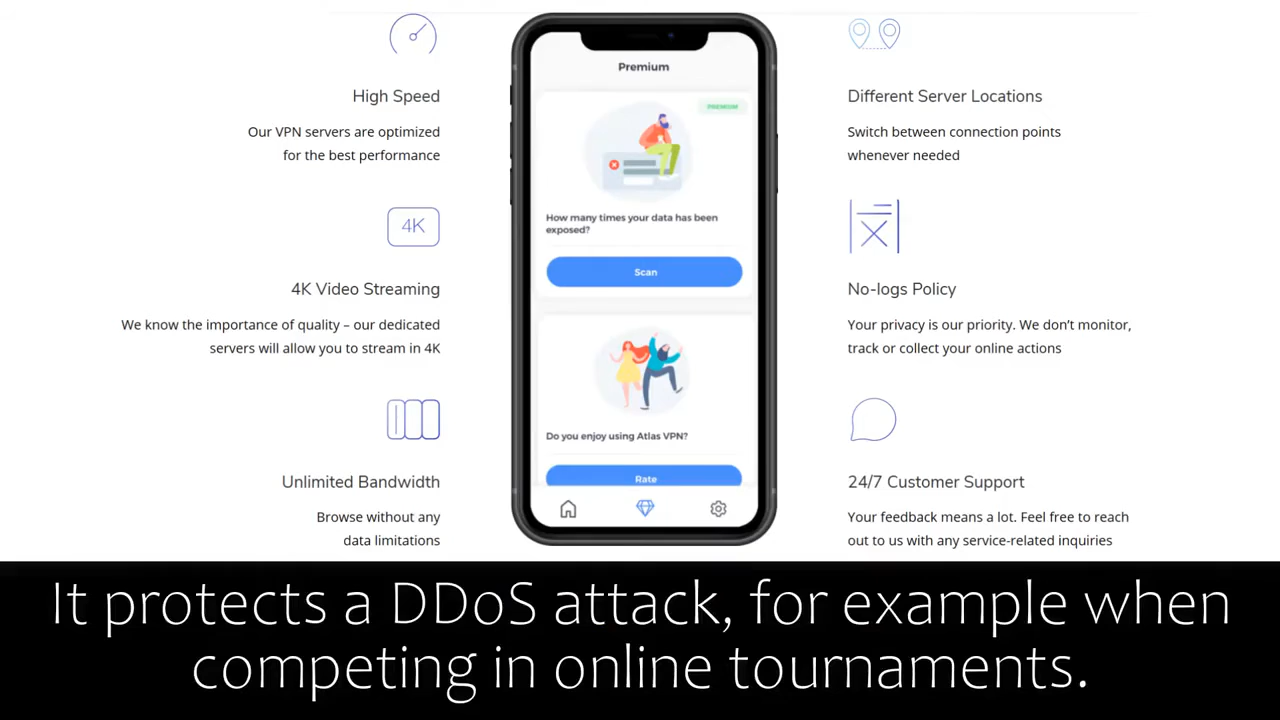 High Speed
Our VPN servers are optimized
for the best performance
4K
4K Video Streaming
We know the importance of quality – our dedicated
servers will allow you to stream in 4K
Unlimited Bandwidth
Browse without any
data limitations
Premium
PREMIUM
How many times your data has been
exposed?
Scan
Do you enjoy using Atlas VPN?
Rate
Different Server Locations
Switch between connection points
whenever needed
No-logs Policy
Your privacy is our priority. We don’t monitor,
track or collect your online actions
24/7 Customer Support
Your feedback means a lot. Feel free to reach
out to us with any service-related inquiries
It protects a DDoS attack, for example when
competing in online tournaments.